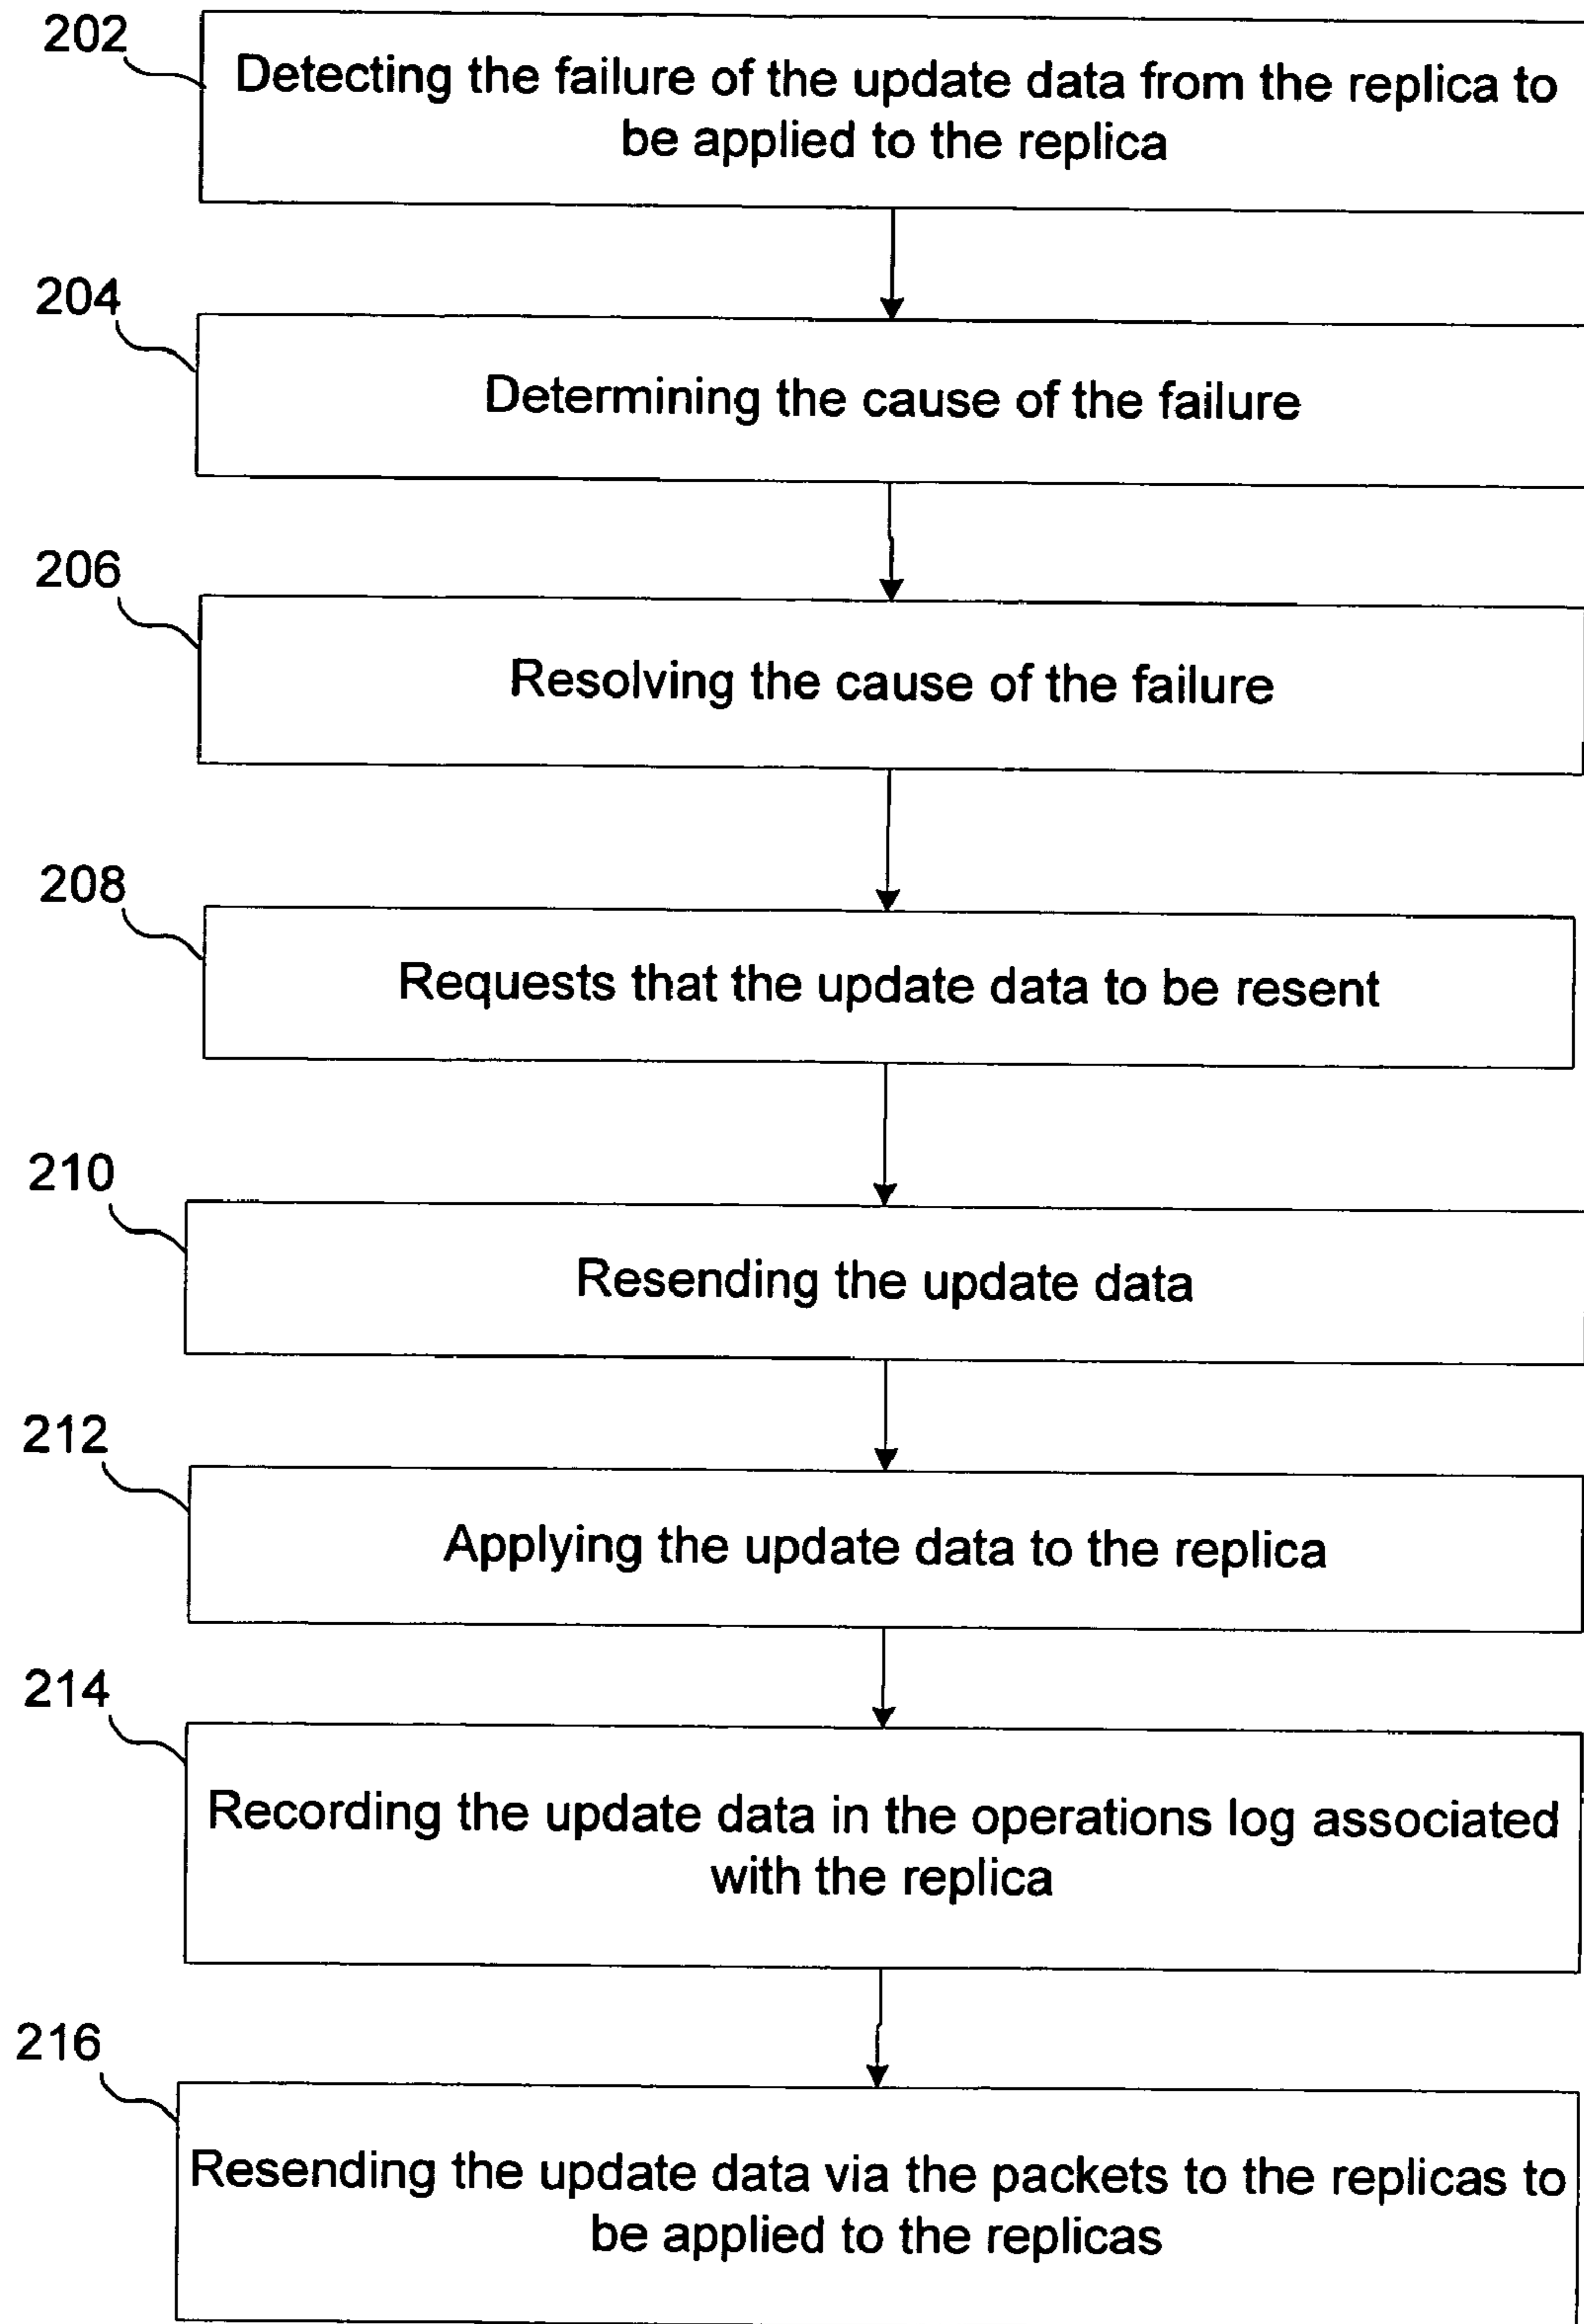 202
Detecting the failure of the update data from the replica to
be applied to the replica
204
Determining the cause of the failure
206
Resolving the cause of the failure
208
Requests that the update data to be resent
210
Resending the update data
212
Applying the update data to the replica
214
Recording the update data in the operations log associated
with the replica
216
Resending the update data via the packets to the replicas to
be applied to the replicas